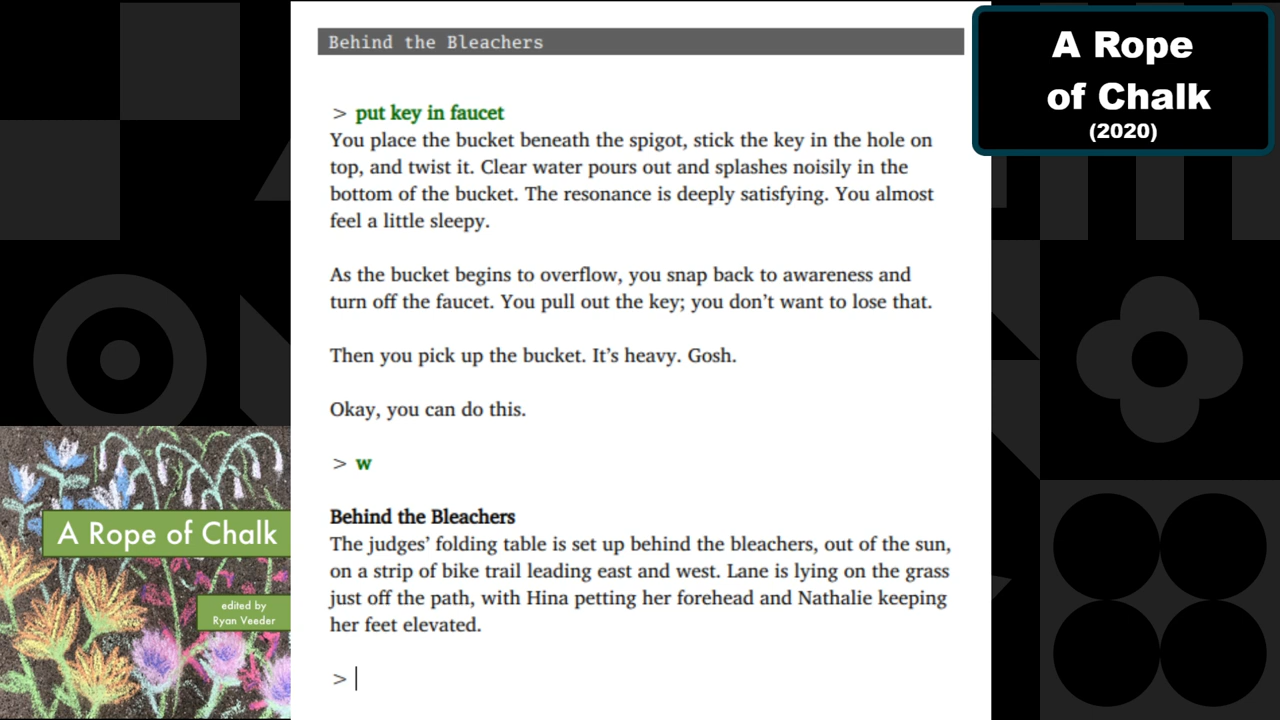 Behind the Bleachers
> put key in faucet
You place the bucket beneath the spigot, stick the key in the hole on
top, and twist it. Clear water pours out and splashes noisily in the
bottom of the bucket. The resonance is deeply satisfying. You almost
feel a little sleepy.
As the bucket begins to overflow, you snap back to awareness and
turn off the faucet. You pull out the key; you don’t want to lose that.
Then you pick up the bucket. It’s heavy. Gosh.
Okay, you can do this.
> w
Behind the Bleachers
The judges’ folding table is set up behind the bleachers, out of the sun,
on a strip of bike trail leading east and west. Lane is lying on the grass
just off the path, with Hina petting her forehead and Nathalie keeping
her feet elevated.
>
A Rope
of Chalk
(2020)
A Rope of Chalk
edited by
Ryan Veeder